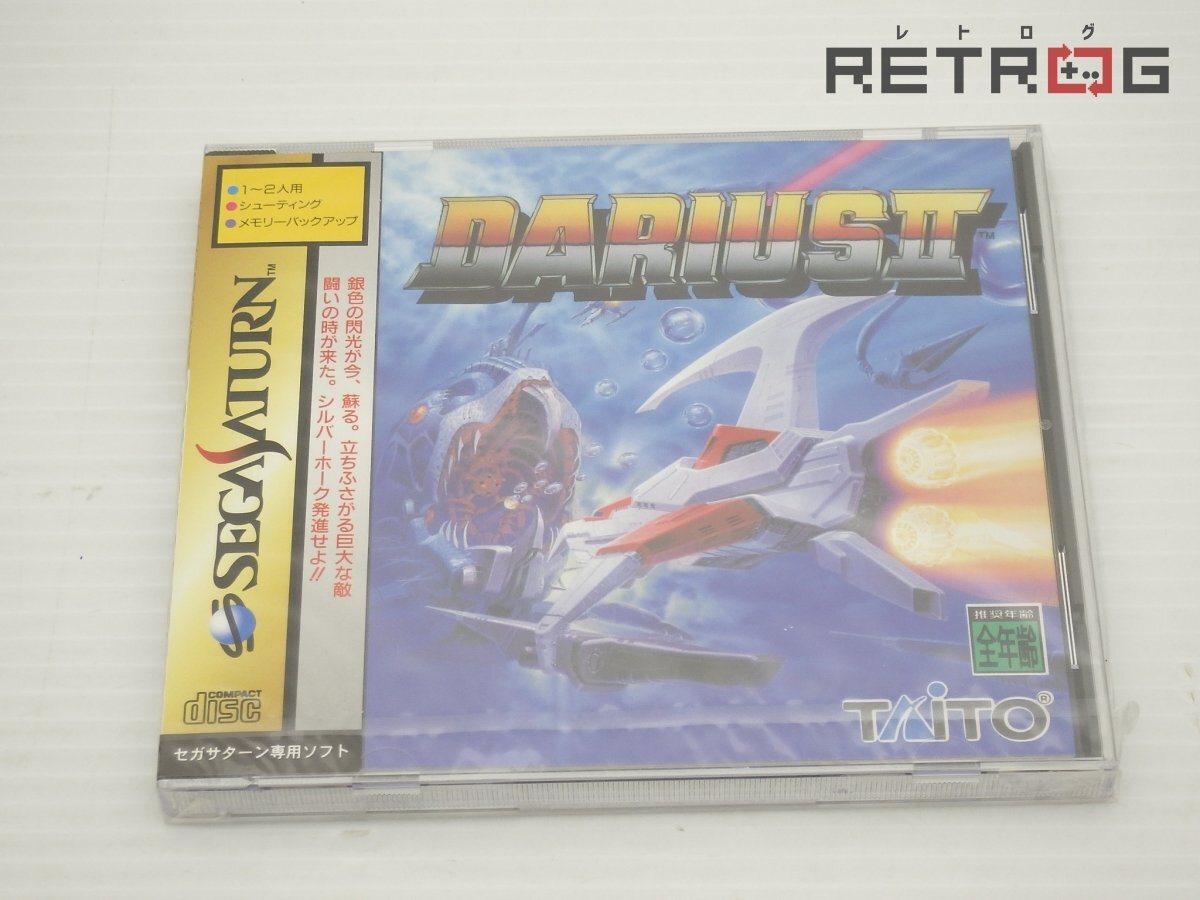 レトログ
RETROG
1〜2人用
シューティング
メモリーバックアップ
SEGA SATURN™
銀色の閃光が今、蘇る。立ちふさがる巨大な敵
闘いの時が来た。シルバーホーク発進せよ!!
DARIUS II™
推奨年齢
全年齢
TAITO®
COMPACT
disc
セガサターン専用ソフト